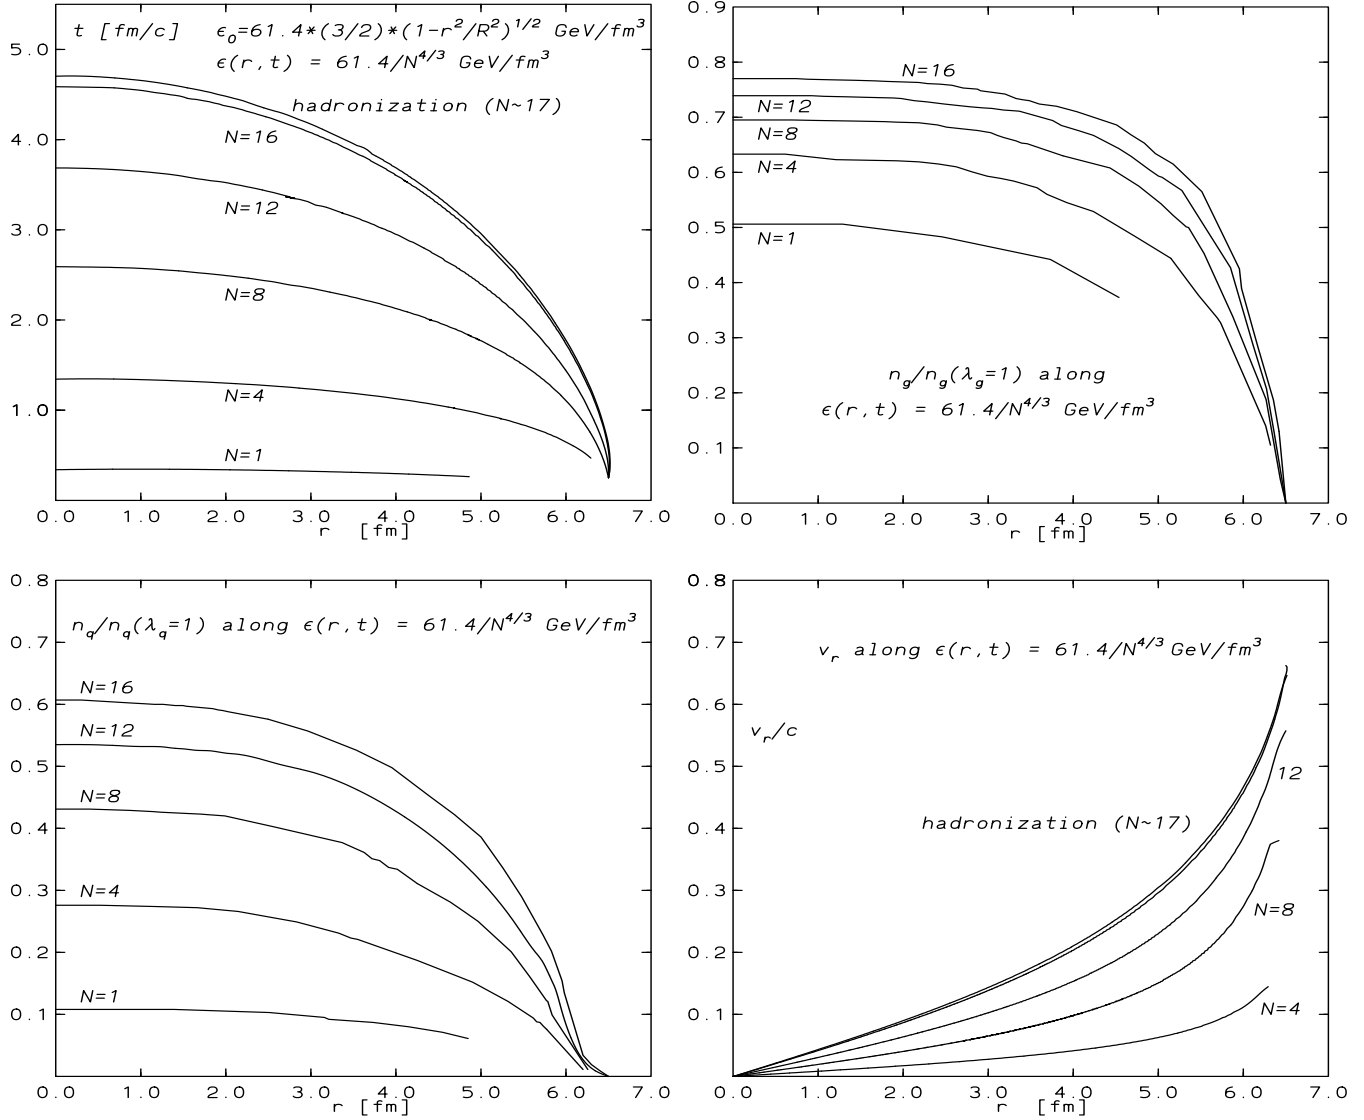 t [fm/c] ϵ₀=61.4*(3/2)*(1-r²/R²)^1/2 GeV/fm³
ϵ(r,t) = 61.4/N^4/3 GeV/fm³
hadronization (N~17)
5.0
4.0
3.0
2.0
1.0
N=16
N=12
N=8
N=4
N=1
0.0 1.0 2.0 3.0 4.0 5.0 6.0 7.0
r [fm]
0.9
0.8
0.7
0.6
0.5
0.4
0.3
0.2
0.1
N=16
N=12
N=8
N=4
N=1
n_g/n_g(λ_g=1) along
ϵ(r,t) = 61.4/N^4/3 GeV/fm³
0.0 1.0 2.0 3.0 4.0 5.0 6.0 7.0
r [fm]
0.8
0.7
0.6
0.5
0.4
0.3
0.2
0.1
n_q/n_q(λ_q=1) along ϵ(r,t) = 61.4/N^4/3 GeV/fm³
N=16
N=12
N=8
N=4
N=1
0.0 1.0 2.0 3.0 4.0 5.0 6.0 7.0
r [fm]
0.8
0.7
0.6
0.5
0.4
0.3
0.2
0.1
v_r along ϵ(r,t) = 61.4/N^4/3 GeV/fm³
v_r/c
12
hadronization (N~17)
N=8
N=4
0.0 1.0 2.0 3.0 4.0 5.0 6.0 7.0
r [fm]